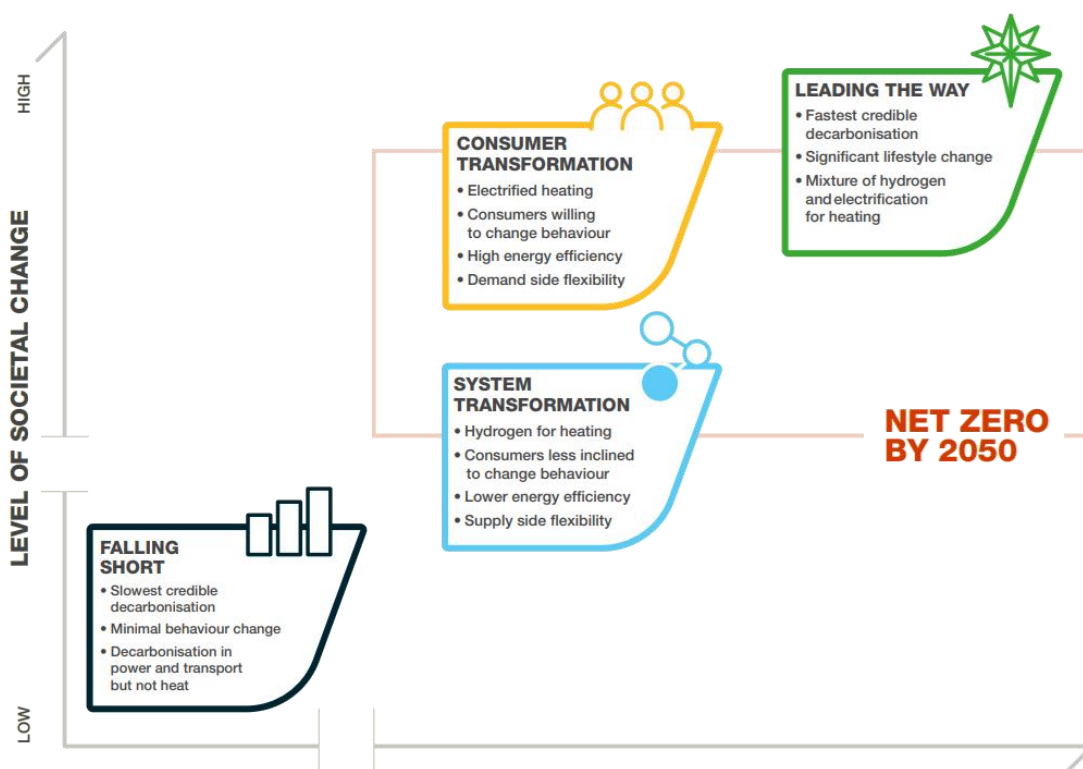 HIGH
LEVEL OF SOCIETAL CHANGE
LOW
LEADING THE WAY
• Fastest credible
decarbonisation
• Significant lifestyle change
• Mixture of hydrogen
and electrification
for heating
CONSUMER
TRANSFORMATION
• Electrified heating
• Consumers willing
to change behaviour
• High energy efficiency
• Demand side flexibility
SYSTEM
TRANSFORMATION
• Hydrogen for heating
• Consumers less inclined
to change behaviour
• Lower energy efficiency
• Supply side flexibility
NET ZERO
BY 2050
FALLING
SHORT
• Slowest credible
decarbonisation
• Minimal behaviour change
• Decarbonisation in
power and transport
but not heat